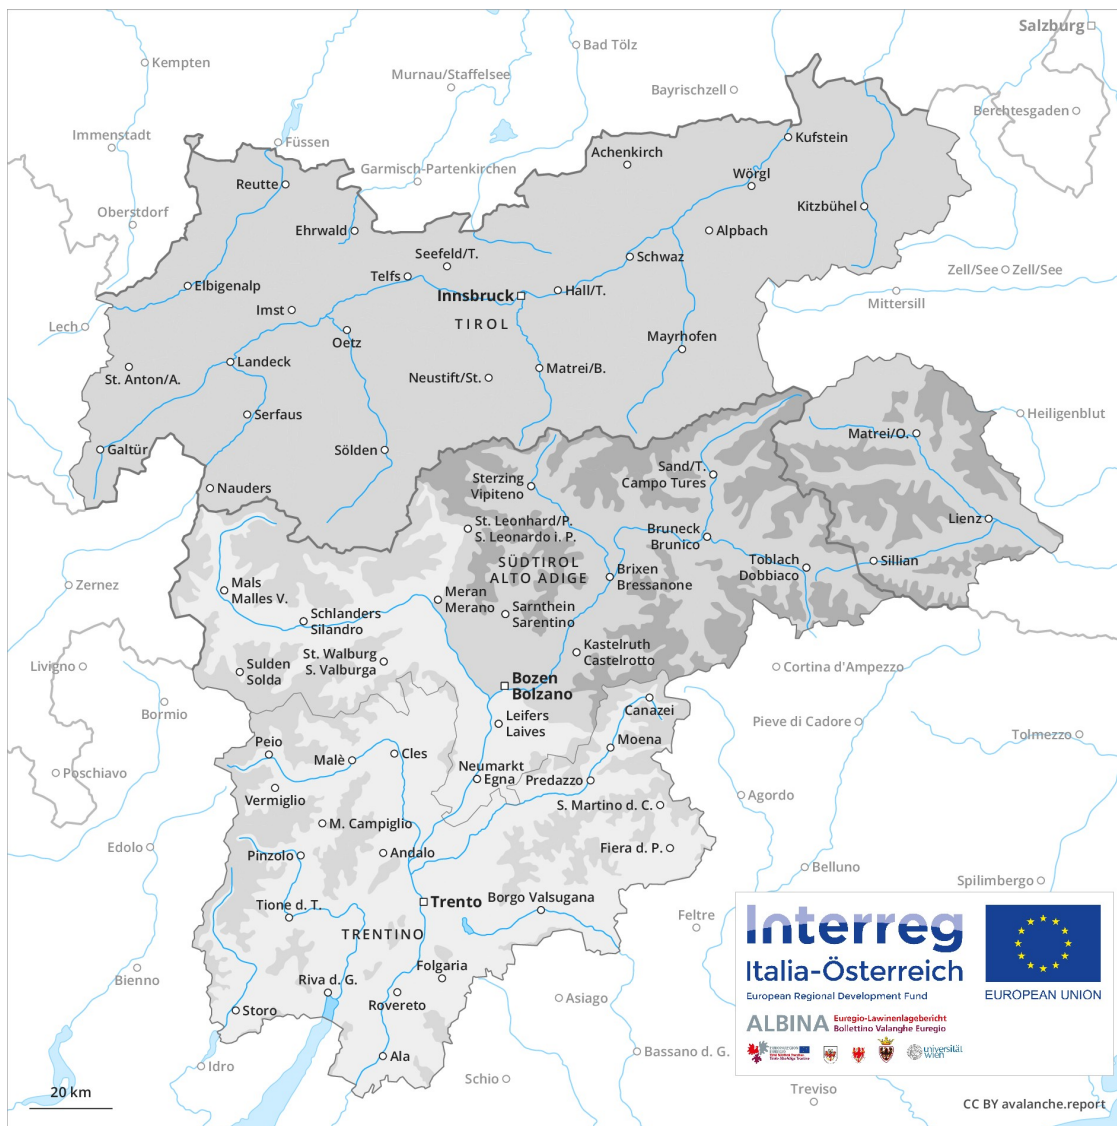 Salzburg
Bad Tölz
Kempten
Murnau/Staffelsee
Bayrischzell
Berchtesgaden
Immenstadt
Füssen
Kufstein
Achenkirch
Garmisch-Partenkirchen
Wörgl
Reutte
Oberstdorf
Kitzbühel
Ehrwald
Alpbach
Seefeld/T.
Schwaz
Telfs
Zell/See
Zell/See
Elbigenalp
Innsbruck
Hall/T.
Mittersill
Imst
TIROL
Lech
Oetz
Mayrhofen
Landeck
Matrei/B.
St. Anton/A.
Neustift/St.
Serfaus
Heiligenblut
Matrei/O.
Galtür
Sölden
Sand/T.
Campo Tures
Sterzing
Vipiteno
Nauders
St. Leonhard/P.
S. Leonardo i. P.
Lienz
Bruneck
Brunico
SÜDTIROL
ALTO ADIGE
Toblach
Dobbiaco
Sillian
Brixen
Bressanone
Zernez
Mals
Malles V.
Meran
Merano
Sarnthein
Sarentino
Schlanders
Silandro
Kastelruth
Castelrotto
St. Walburg
S. Valburga
Livigno
Sulden
Solda
Cortina d'Ampezzo
Bozen
Bolzano
Canazei
Bormio
Leifers
Laives
Pieve di Cadore
Tolmezzo
Moena
Peio
Cles
Malè
Poschiavo
Neumarkt
Egna
Predazzo
Vermiglio
Agordo
S. Martino d. C.
M. Campiglio
Edolo
Pinzolo
Andalo
Fiera d. P.
Belluno
Spilimbergo
Tione d. T.
Trento
Borgo Valsugana
Feltre
TRENTINO
Folgaria
Bienno
Riva d. G.
Rovereto
Asiago
Storo
Ala
Bassano d. G.
Idro
Schio
Treviso
Interreg
Italia-Österreich
European Regional Development Fund
EUROPEAN UNION
ALBINA
Euregio-Lawinenlagebericht
Bollettino Valanghe Euregio
universität
wien
20 km
CC BY avalanche.report